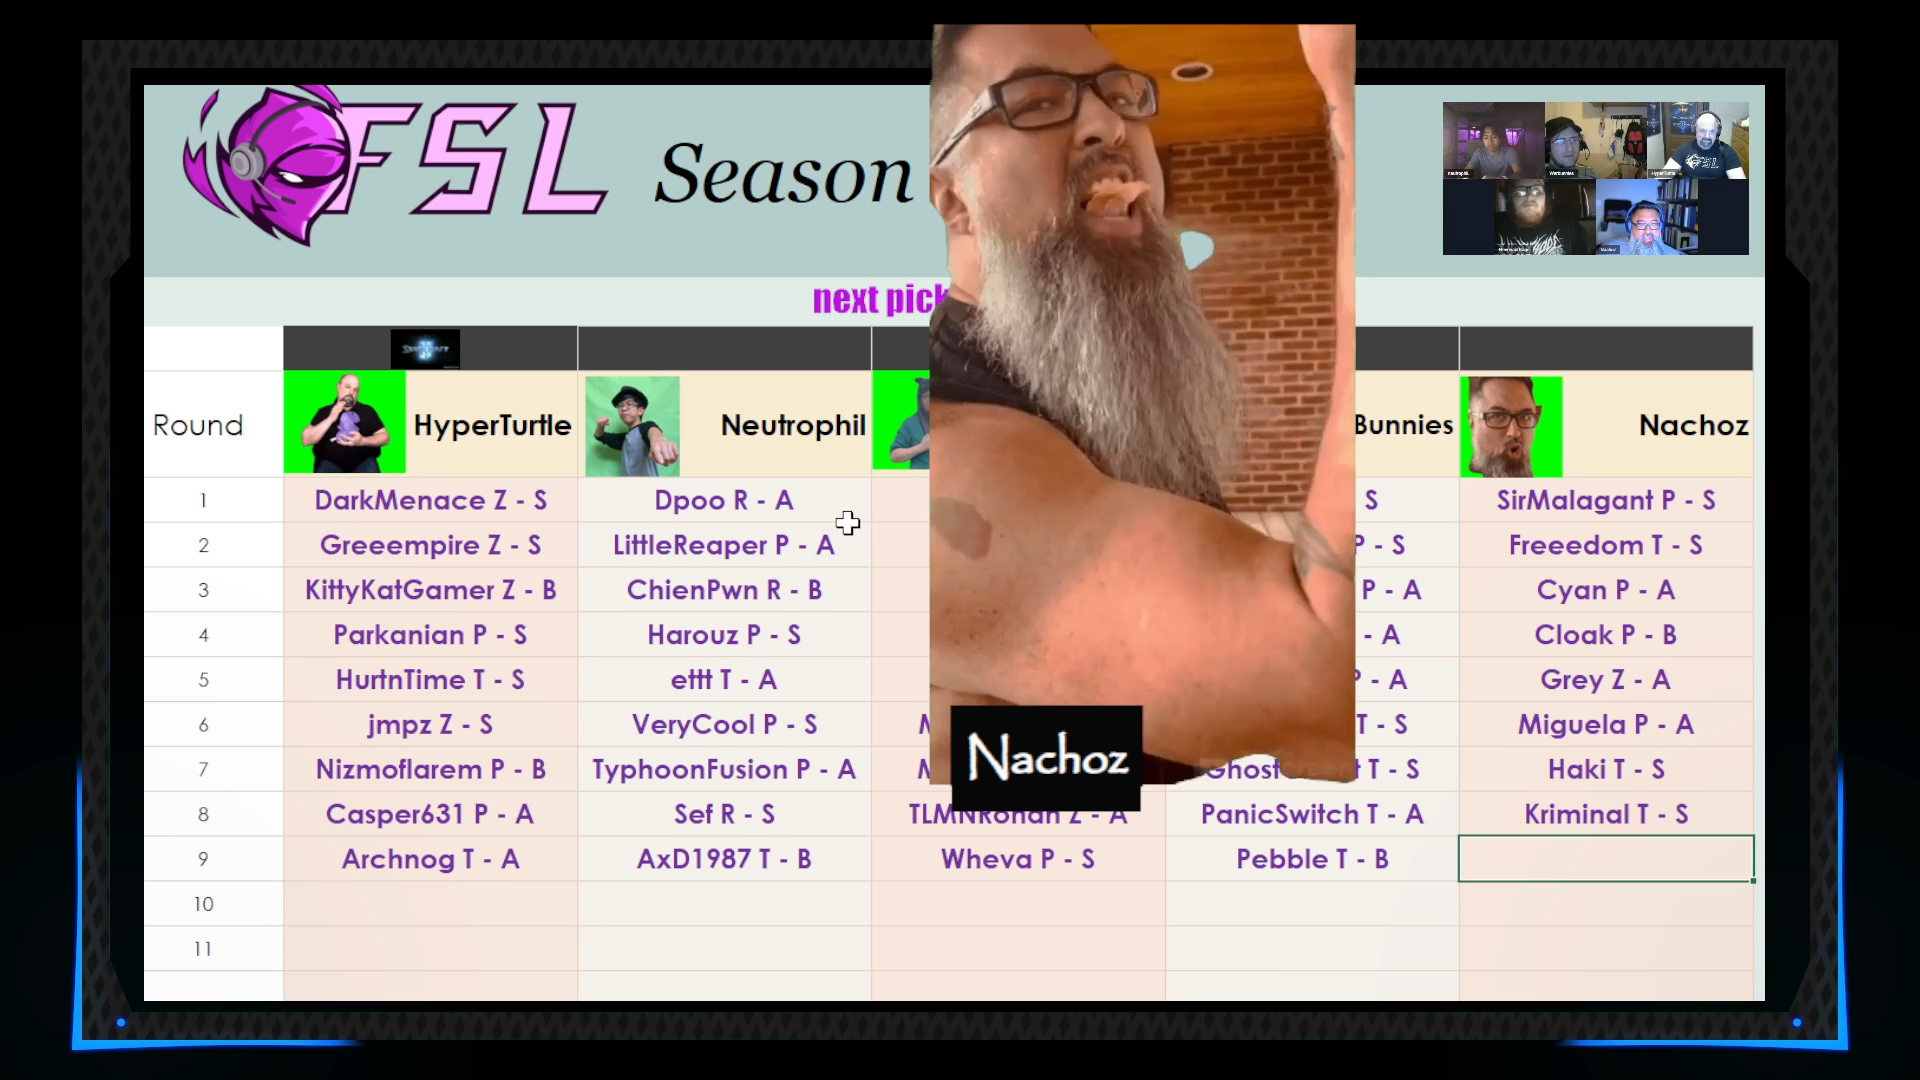 FSL
Season
next pick
Round
HyperTurtle
Neutrophil
Bunnies
Nachoz
1
DarkMenace Z - S
Dpoo R - A
S
SirMalagant P - S
2
Greeempire Z - S
LittleReaper P - A
P - S
Freeedom T - S
3
KittyKatGamer Z - B
ChienPwn R - B
P - A
Cyan P - A
4
Parkanian P - S
Harouz P - S
- A
Cloak P - B
5
HurtnTime T - S
ettt T - A
P - A
Grey Z - A
6
jmpz Z - S
VeryCool P - S
T - S
Miguela P - A
7
Nizmoflarem P - B
TyphoonFusion P - A
T - S
Haki T - S
8
Casper631 P - A
Sef R - S
TLMNRohan Z - A
PanicSwitch T - A
Kriminal T - S
9
Archnog T - A
AxD1987 T - B
Wheva P - S
Pebble T - B
10
11
Nachoz